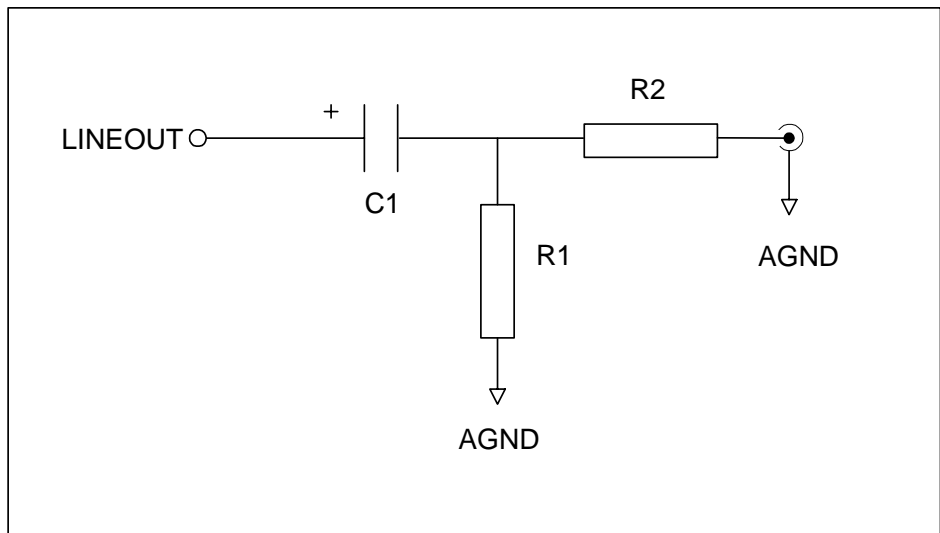 R2
+
LINEOUT
C1
R1
AGND
AGND